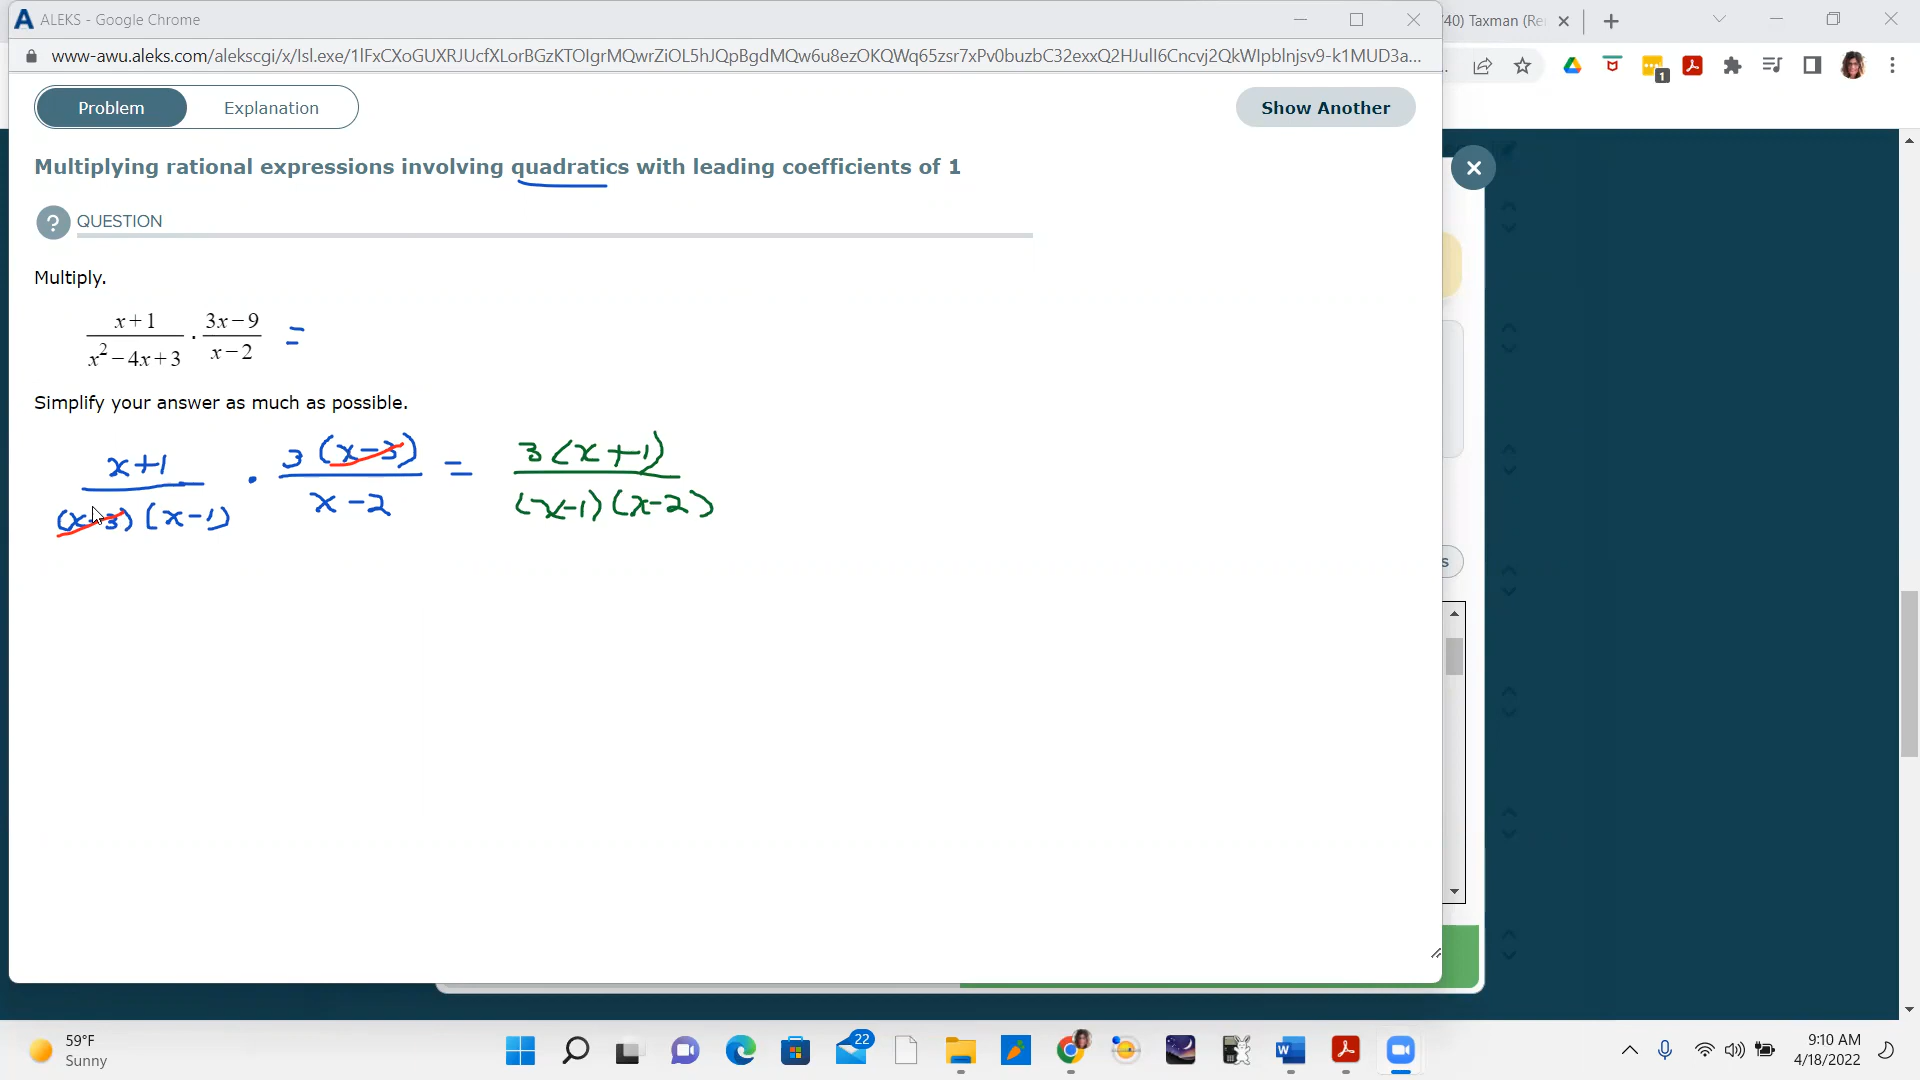 ALEKS - Google Chrome
40) Taxman (Re
www-awu.aleks.com/alekscgi/x/Isl.exe/1lFxCXoGUXRJUcfXLorBGzKTOIgrMQwrZiOL5hJQpBgdMQw6u8ezOKQWq65zsr7xPv0buzbC32exxQ2HJulI6Cncvj2QkWIpblnjsv9-k1MUD3a...
1
Problem Explanation Show Another
Multiplying rational expressions involving quadratics with leading coefficients of 1
? QUESTION
Multiply.
(x+1)/(x²−4x+3) · (3x−9)/(x−2) =
Simplify your answer as much as possible.
(x+1)/((x−3)(x−1)) · (3(x−3))/(x−2) = (3(x+1))/((x−1)(x−2))
s
59°F
Sunny
22
9:10 AM
4/18/2022